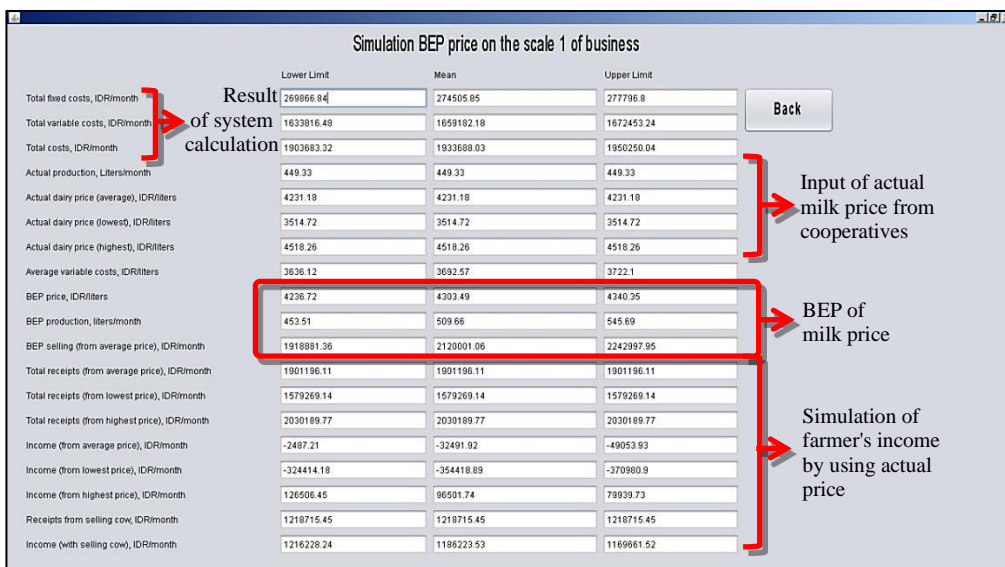 Simulation BEP price on the scale 1 of business
Lower Limit Mean Upper Limit
Total fixed costs, IDR/month 269866.84 274505.85 277796.8
Total variable costs, IDR/month 1633816.48 1659182.18 1672453.24
Total costs, IDR/month 1903683.32 1933688.03 1950250.04
Actual production, Liters/month 449.33 449.33 449.33
Actual dairy price (average), IDR/liters 4231.18 4231.18 4231.18
Actual dairy price (lowest), IDR/liters 3514.72 3514.72 3514.72
Actual dairy price (highest), IDR/liters 4518.26 4518.26 4518.26
Average variable costs, IDR/liters 3636.12 3692.57 3722.1
BEP price, IDR/liters 4236.72 4303.49 4340.35
BEP production, liters/month 453.51 509.66 545.69
BEP selling (from average price), IDR/month 1918881.36 2120001.06 2242997.95
Total receipts (from average price), IDR/month 1901196.11 1901196.11 1901196.11
Total receipts (from lowest price), IDR/month 1579269.14 1579269.14 1579269.14
Total receipts (from highest price), IDR/month 2030189.77 2030189.77 2030189.77
Income (from average price), IDR/month -2487.21 -32491.92 -49053.93
Income (from lowest price), IDR/month -324414.18 -354418.89 -370980.9
Income (from highest price), IDR/month 126506.45 96501.74 79939.73
Receipts from selling cow, IDR/month 1218715.45 1218715.45 1218715.45
Income (with selling cow), IDR/month 1216228.24 1186223.53 1169661.52
Result
of system
calculation
Back
Input of actual
milk price from
cooperatives
BEP of
milk price
Simulation of
farmer's income
by using actual
price